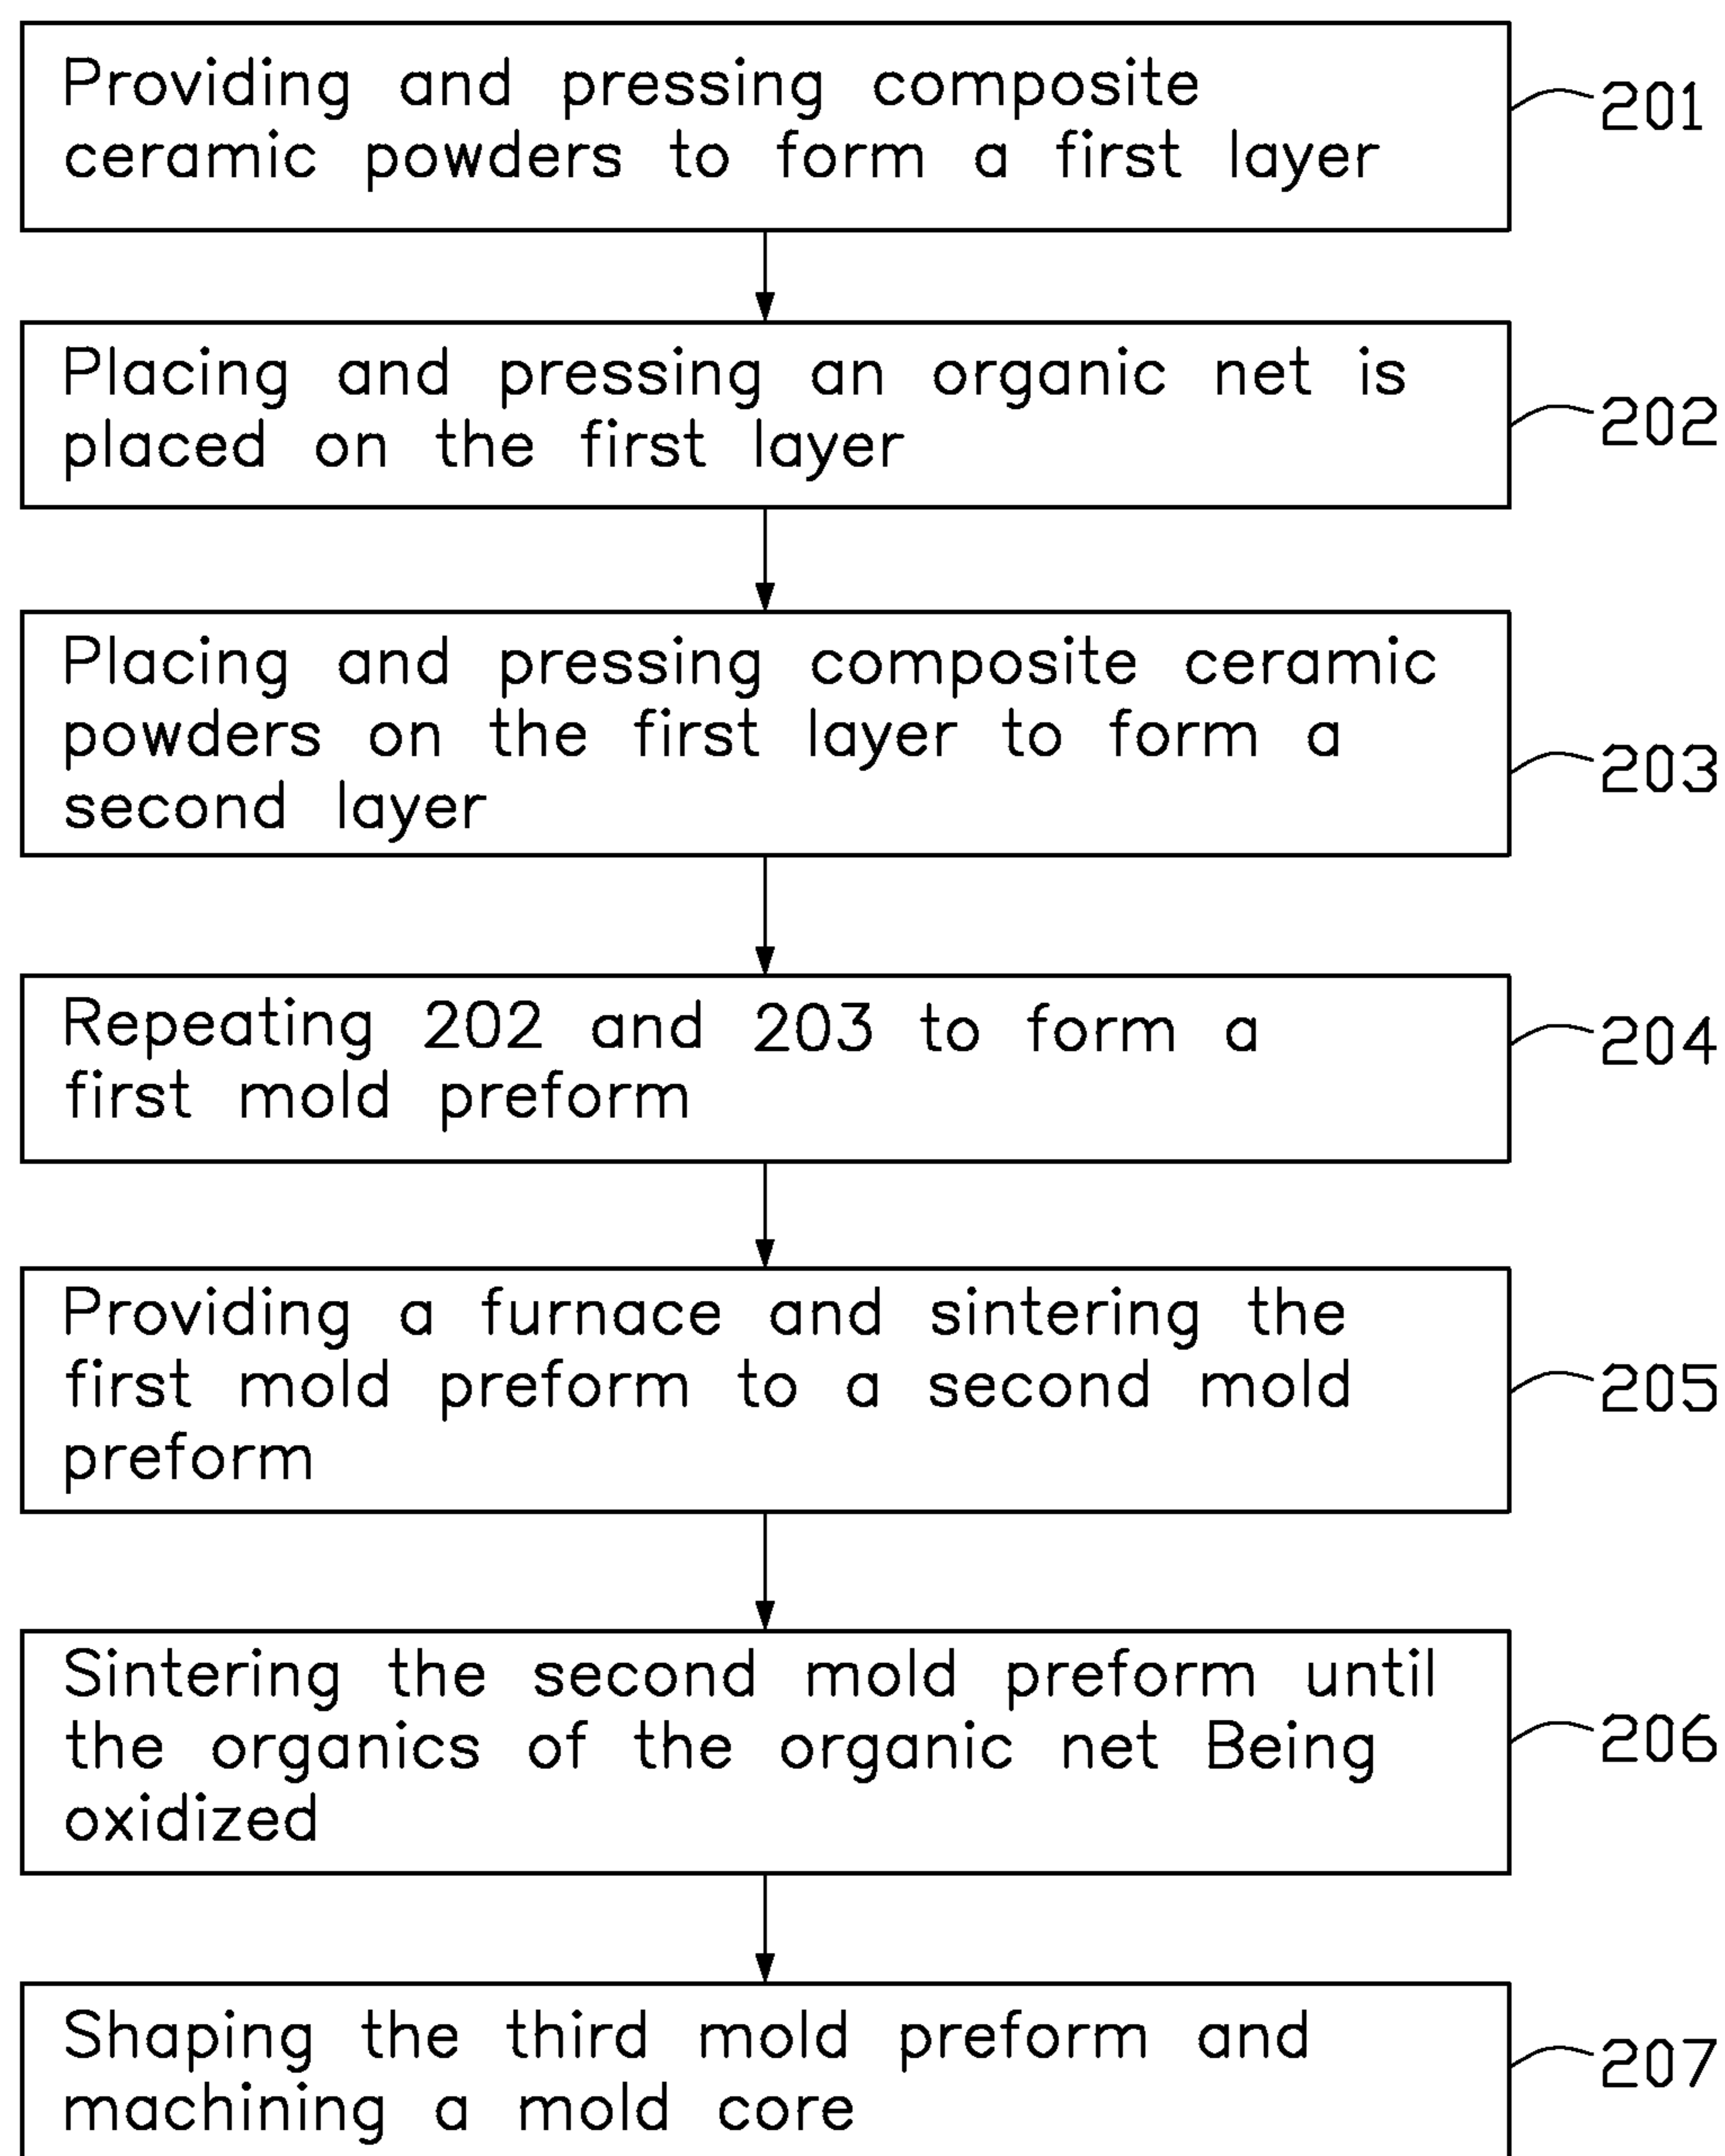 Providing and pressing composite
ceramic powders to form a first layer
201
Placing and pressing an organic net is
placed on the first layer
202
Placing and pressing composite ceramic
powders on the first layer to form a
second layer
203
Repeating 202 and 203 to form a
first mold preform
204
Providing a furnace and sintering the
first mold preform to a second mold
preform
205
Sintering the second mold preform until
the organics of the organic net Being
oxidized
206
Shaping the third mold preform and
machining a mold core
207